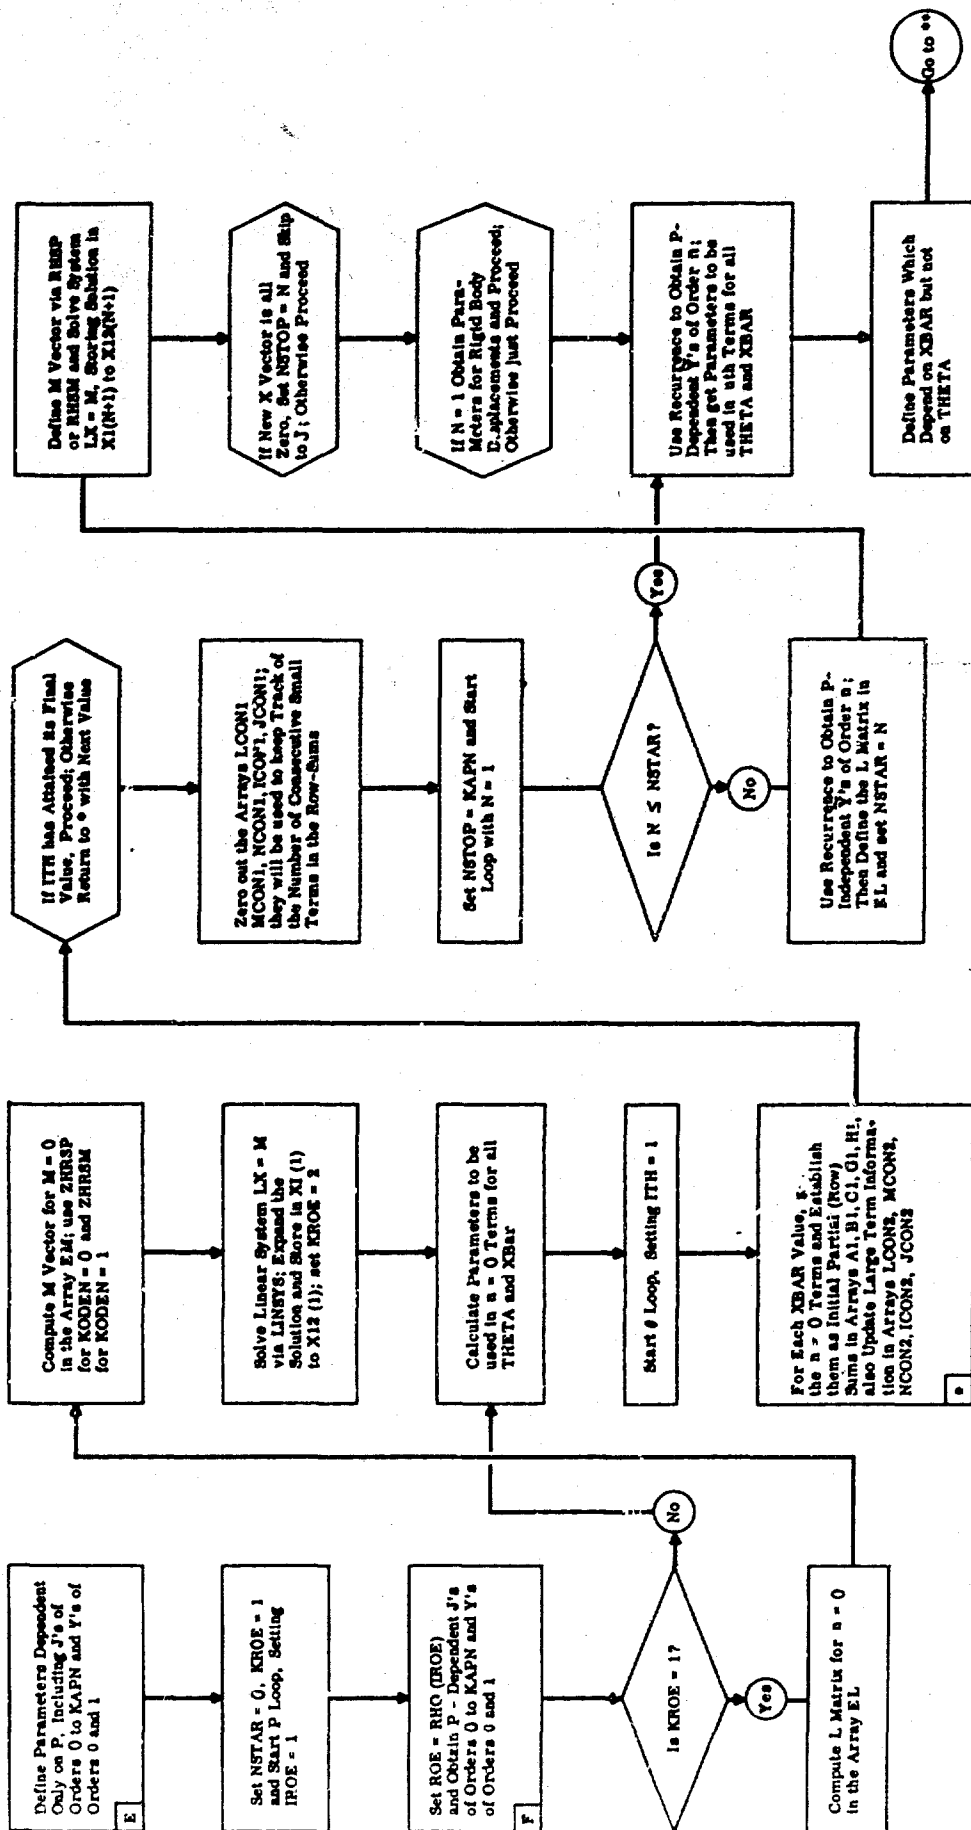 Define Parameters Dependent
Only on P, Including J's of
Orders 0 to KAPN and Y's of
Orders 0 and 1
E
Set NSTAR = 0, KROE = 1
and Start P Loop, Setting
IROE = 1
Set ROE = RHO (IROE)
and Obtain P - Dependent J's
of Orders 0 to KAPN and Y's
of Orders 0 and 1
F
Is KROE = 1?
No
Yes
Compute L Matrix for n = 0
in the Array EL
Compute M Vector for M = 0
in the Array EM; use ZHRSP
for KODEN = 0 and ZHRSM
for KODEN = 1
Solve Linear System LX = M
via LINSYS; Expand the
Solution and Store in XI (1)
to X12 (1); set KROE = 2
Calculate Parameters to be
used in n = 0 Terms for all
THETA and XBar
Start θ Loop, Setting ITH = 1
For Each XBAR Value,
the n = 0 Terms and Establish
them as Initial Partial (Row)
Sums in Arrays A1, B1, C1, G1, H1,
also Update Large Term Informa-
tion in Arrays LCON2, MCON2,
NCON2, ICON2, JCON2
*
If ITH has Attained its Final
Value, Proceed; Otherwise
Return to * with Next Value
Zero out the Arrays LCON1
MCON1, NCON1, ICON1, JCON1;
they will be used to keep Track of
the Number of Consecutive Small
Terms in the Row-Sums
Set NSTOP = KAPN and Start
Loop with N = 1
Is N ≤ NSTAR?
Yes
No
Use Recurrence to Obtain P-
Independent Y's of Order n;
Then Define the L Matrix in
EL and set NSTAR = N
Define M Vector via RHSP
or RHSM and Solve System
LX = M, Storing Solution in
X1(N+1) to X12(N+1)
If New X Vector is all
Zero, Set NSTOP = N and Skip
to J; Otherwise Proceed
If N = 1 Obtain Para-
Meters for Rigid Body
D.splacements and Proceed;
Otherwise Just Proceed
Use Recurrence to Obtain P-
Dependent Y's of Order n;
Then get Parameters to be
used in nth Terms for all
THETA and XBAR
Define Parameters Which
Depend on XBAR but not
on THETA
Go to **